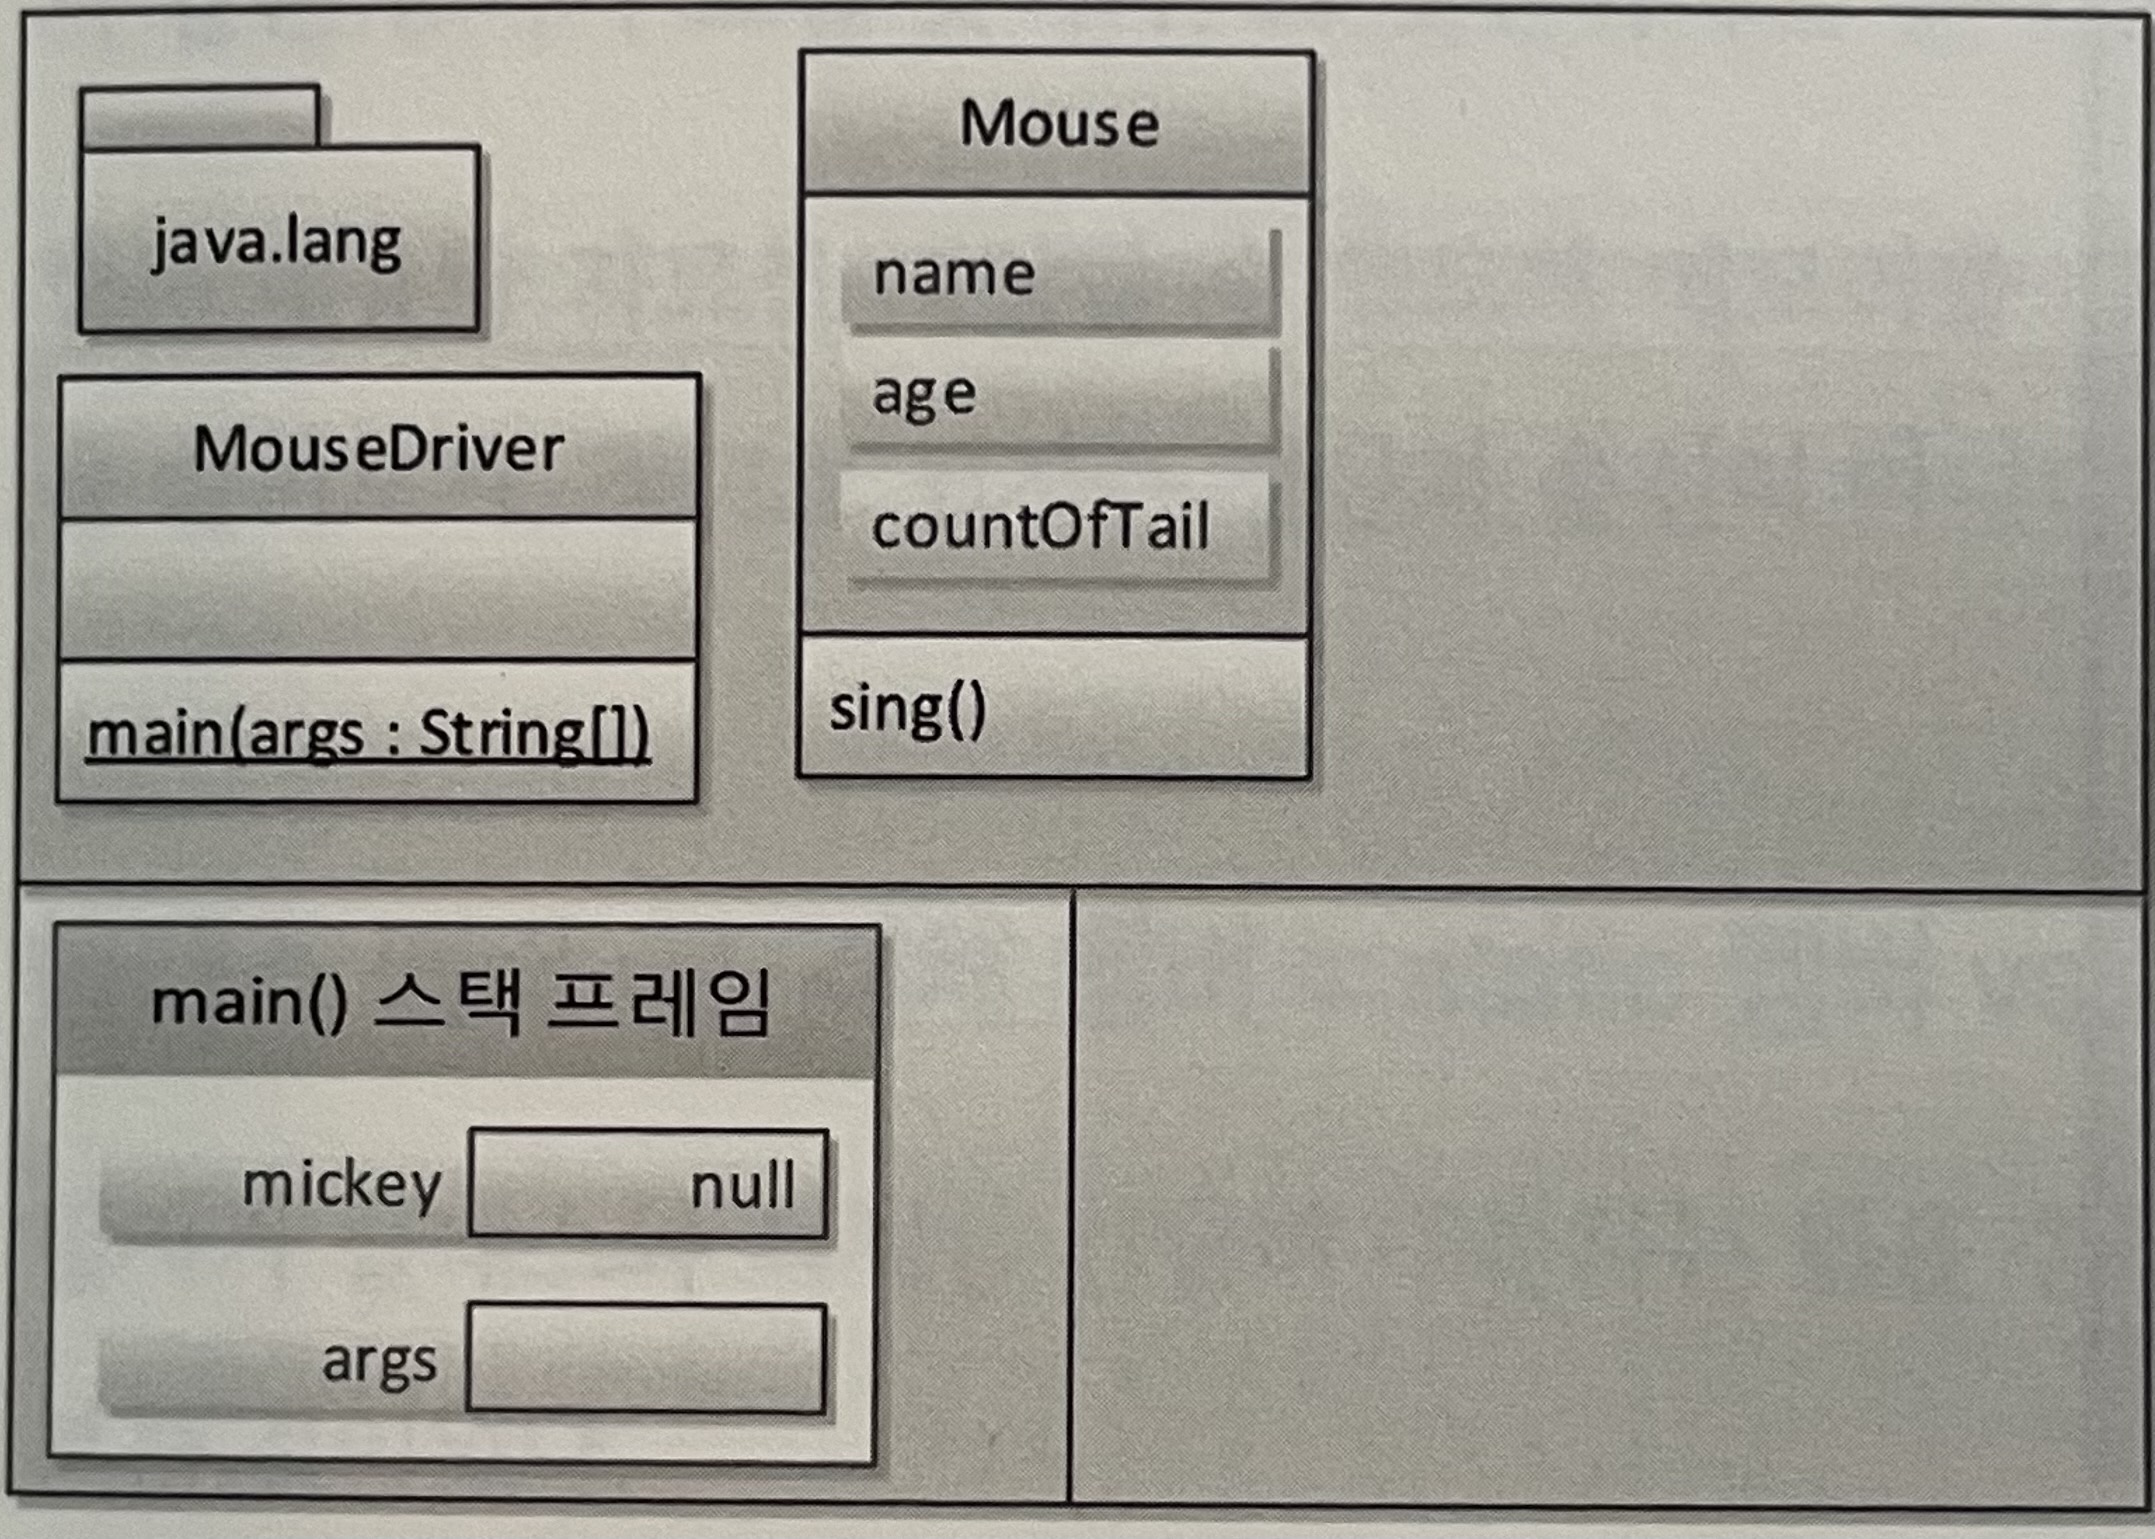 java.lang
MouseDriver
main(args : String[])
Mouse
name
age
countOfTail
sing()
main() 스택 프레임
mickey null
args